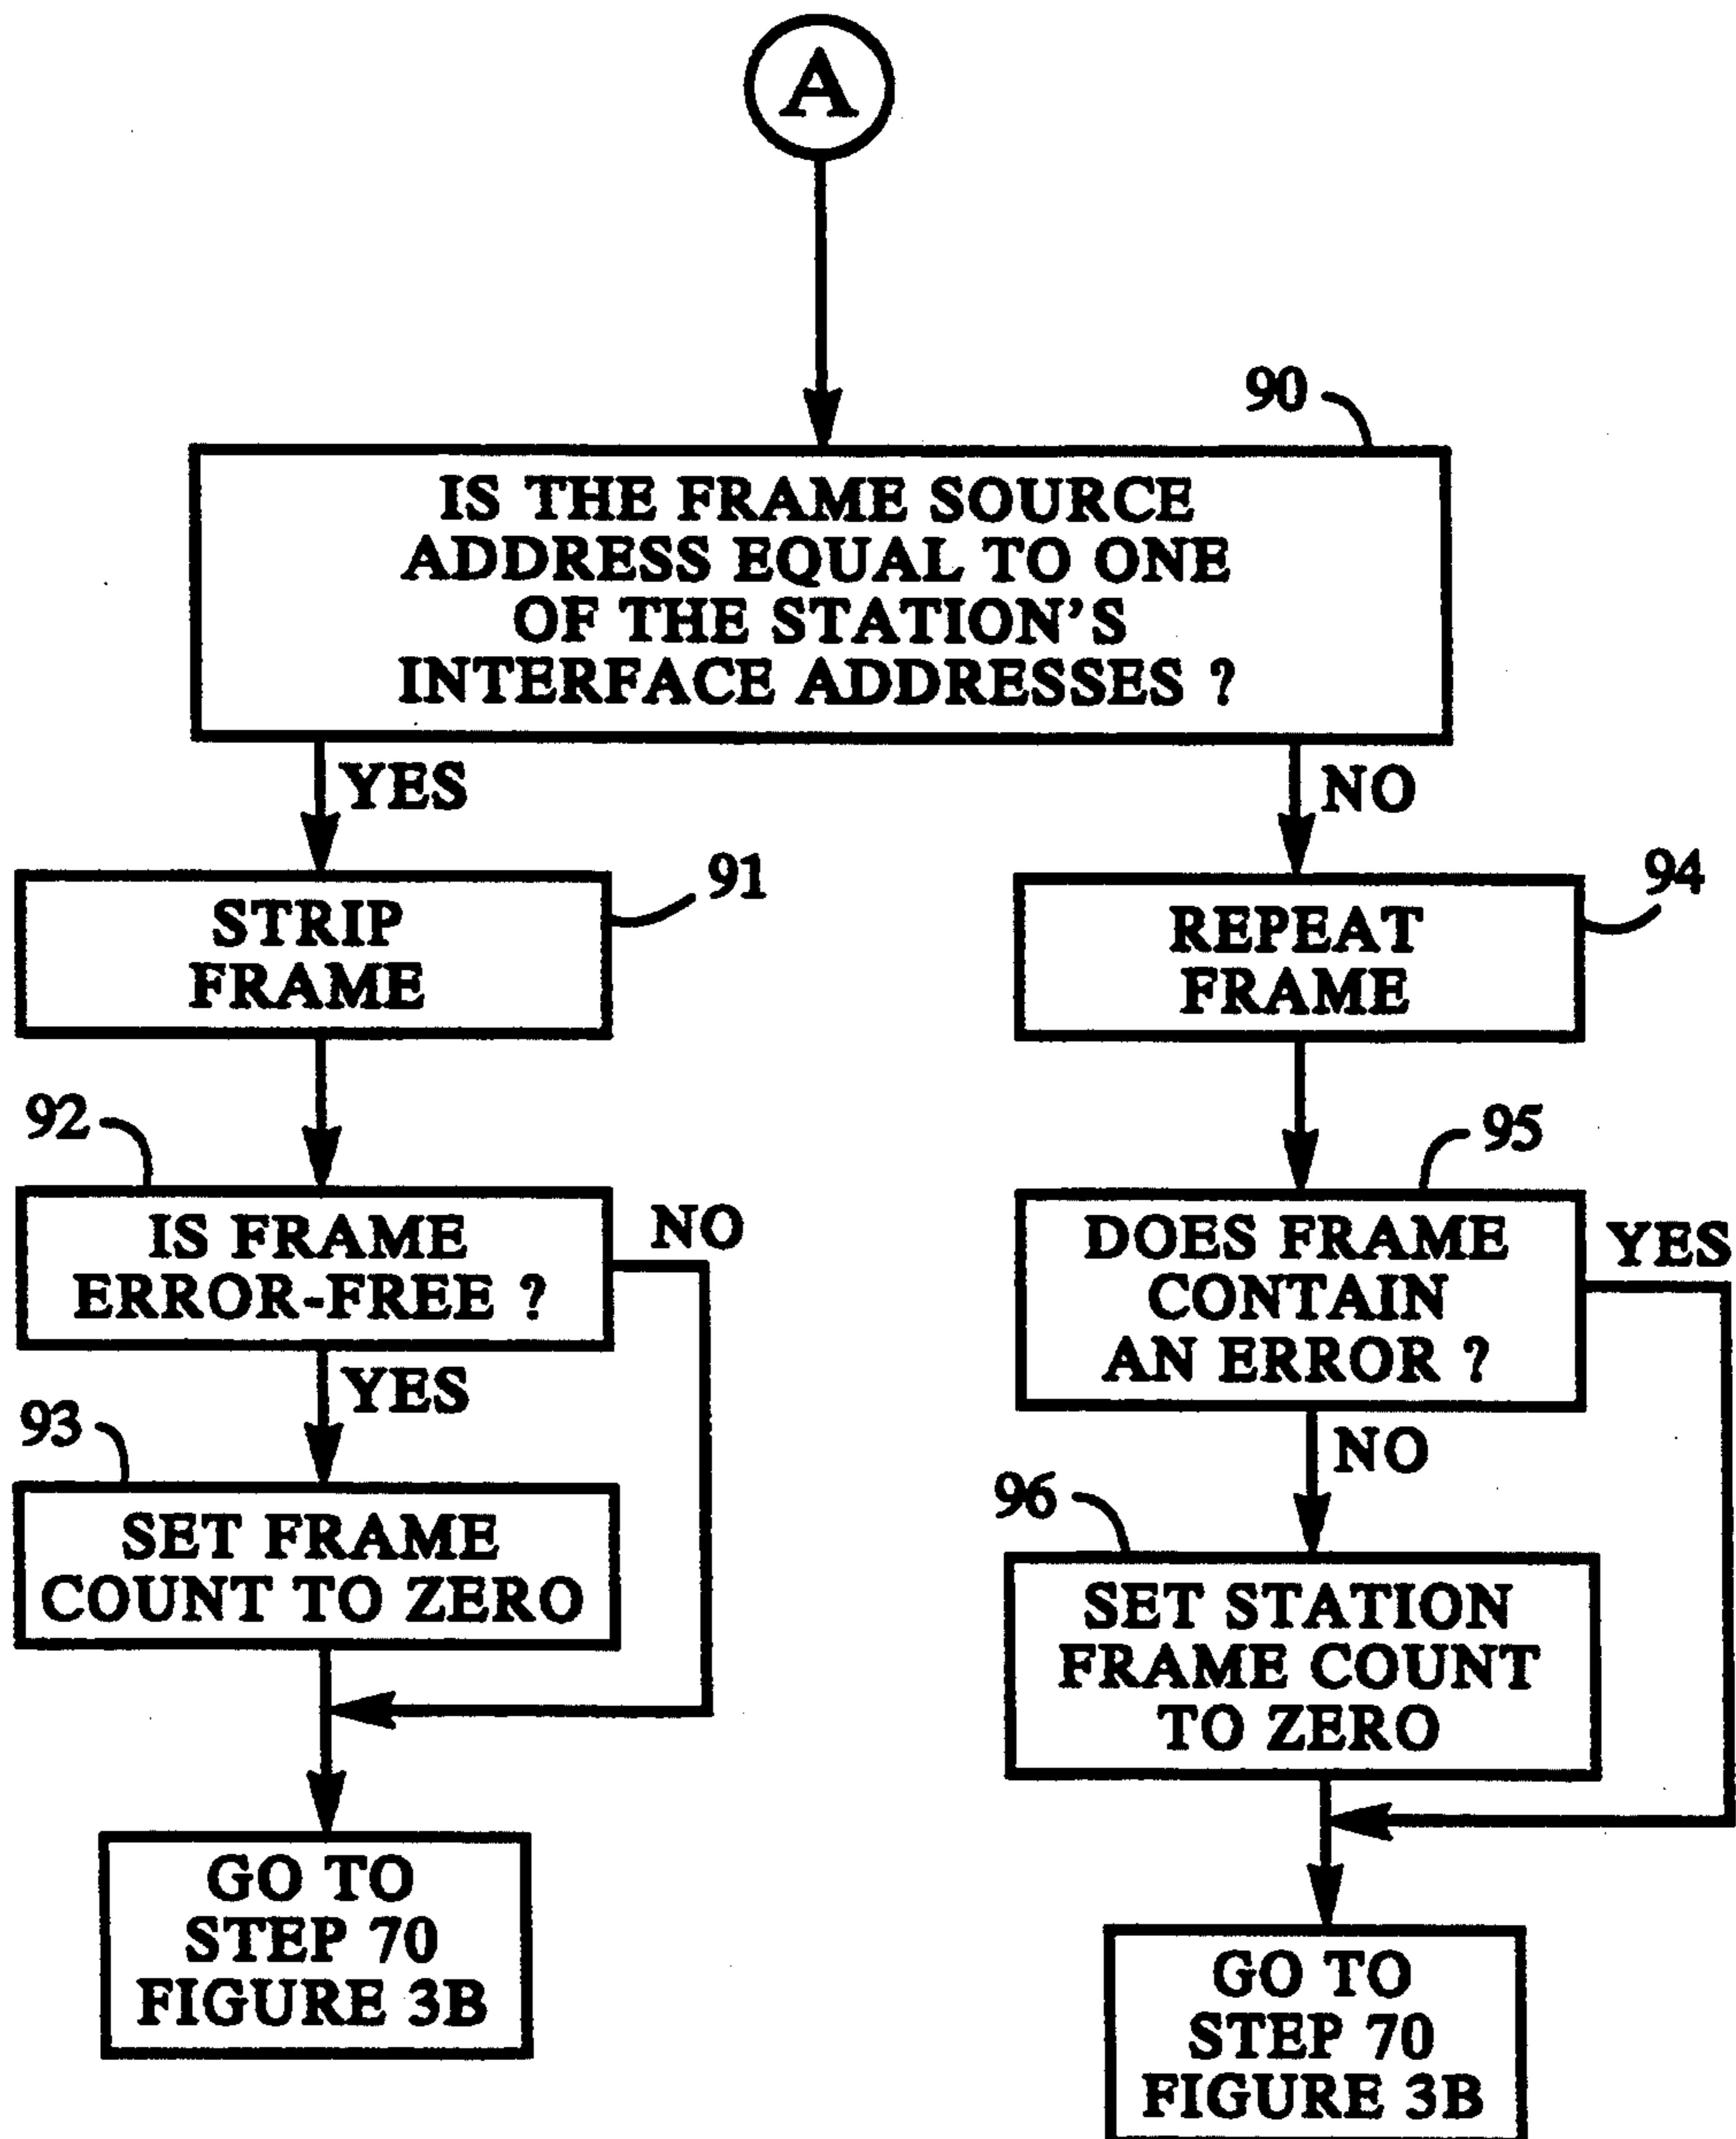 A
90
IS THE FRAME SOURCE
ADDRESS EQUAL TO ONE
OF THE STATION'S
INTERFACE ADDRESSES ?
YES
NO
91
STRIP
FRAME
94
REPEAT
FRAME
92
IS FRAME
ERROR-FREE ?
NO
95
DOES FRAME
CONTAIN
AN ERROR ?
YES
YES
NO
93
SET FRAME
COUNT TO ZERO
96
SET STATION
FRAME COUNT
TO ZERO
GO TO
STEP 70
FIGURE 3B
GO TO
STEP 70
FIGURE 3B